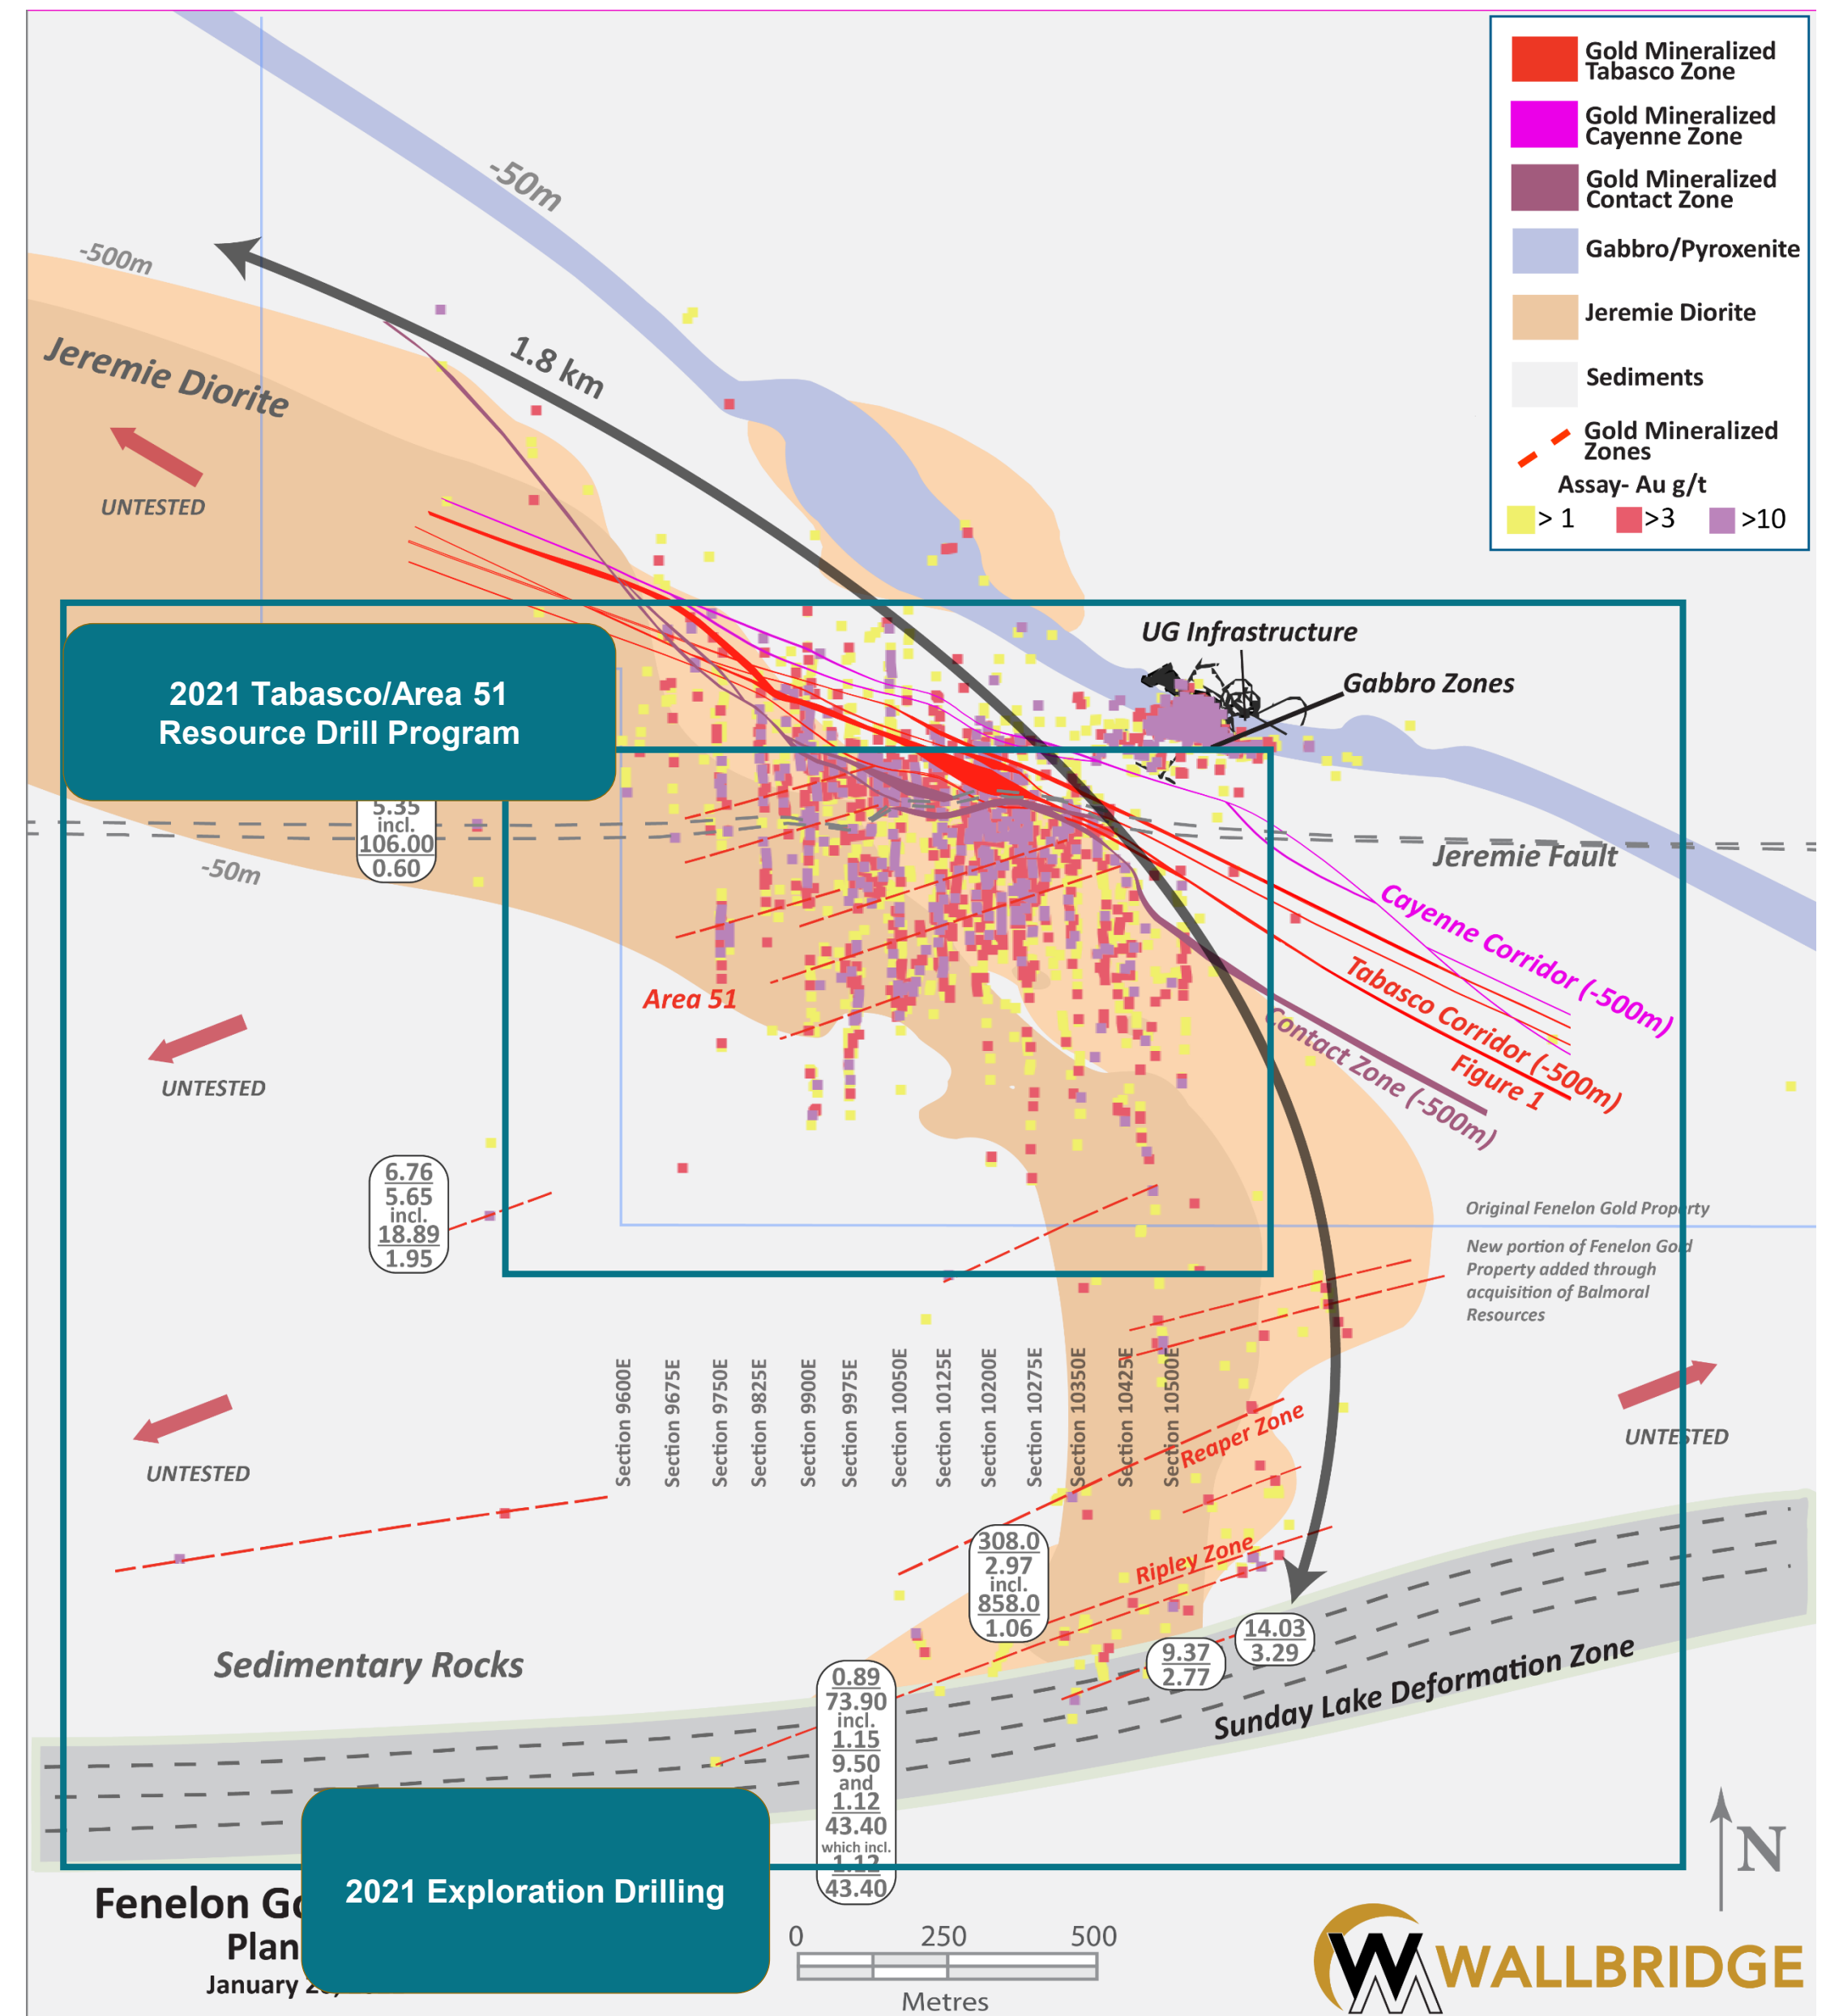 Gold Mineralized
Tabasco Zone
Gold Mineralized
Cayenne Zone
Gold Mineralized
Contact Zone
Gabbro/Pyroxenite
Jeremie Diorite
Sediments
Gold Mineralized
Zones
Assay- Au g/t
> 1
>3
>10
-50m
-500m
1.8 km
Jeremie Diorite
UNTESTED
UG Infrastructure
Gabbro Zones
2021 Tabasco/Area 51
Resource Drill Program
5.35
incl.
106.00
0.60
-50m
Jeremie Fault
Cayenne Corridor (-500m)
Tabasco Corridor (-500m)
Figure 1
Contact Zone (-500m)
Area 51
UNTESTED
6.76
5.65
incl.
18.89
1.95
Original Fenelon Gold Property
New portion of Fenelon Gold
Property added through
acquisition of Balmoral
Resources
Section 9600E
Section 9675E
Section 9750E
Section 9825E
Section 9900E
Section 9975E
Section 10050E
Section 10125E
Section 10200E
Section 10275E
Section 10350E
Section 10425E
Section 10500E
UNTESTED
UNTESTED
Reaper Zone
Ripley Zone
308.0
2.97
incl.
858.0
1.06
14.03
3.29
9.37
2.77
Sedimentary Rocks
0.89
73.90
incl.
1.15
9.50
and
1.12
43.40
which incl.
1.12
43.40
Sunday Lake Deformation Zone
2021 Exploration Drilling
Fenelon
Plan
January
0 250 500
Metres
N
WALLBRIDGE